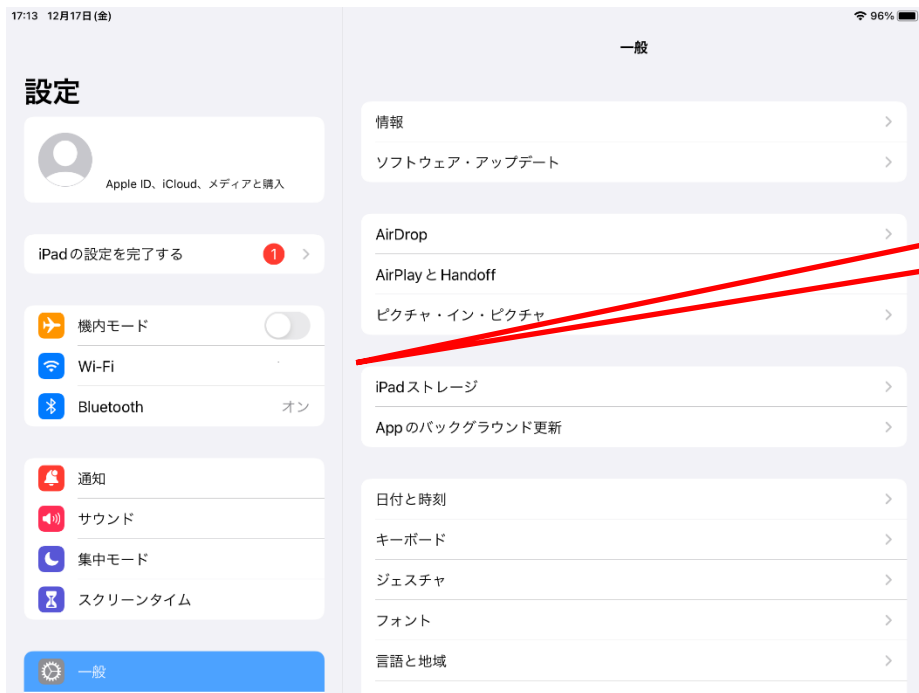 17:13 12月17日(金)
96%
設定
Apple ID、iCloud、メディアと購入
iPadの設定を完了する
1
機内モード
Wi-Fi
Bluetooth
オン
通知
サウンド
集中モード
スクリーンタイム
一般
一般
情報
ソフトウェア・アップデート
AirDrop
AirPlayとHandoff
ピクチャ・イン・ピクチャ
iPadストレージ
Appのバックグラウンド更新
日付と時刻
キーボード
ジェスチャ
フォント
言語と地域